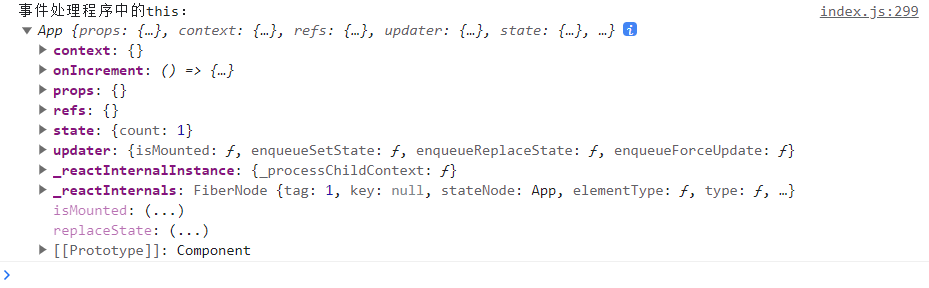 事件处理程序中的this: index.js:299
▼ App {props: {…}, context: {…}, refs: {…}, updater: {…}, state: {…}, …} i
▶ context: {}
▶ onIncrement: () => {…}
▶ props: {}
▶ refs: {}
▶ state: {count: 1}
▶ updater: {isMounted: ƒ, enqueueSetState: ƒ, enqueueReplaceState: ƒ, enqueueForceUpdate: ƒ}
▶ _reactInternalInstance: {_processChildContext: ƒ}
▶ _reactInternals: FiberNode {tag: 1, key: null, stateNode: App, elementType: ƒ, type: ƒ, …}
isMounted: (...)
replaceState: (...)
▶ [[Prototype]]: Component
>